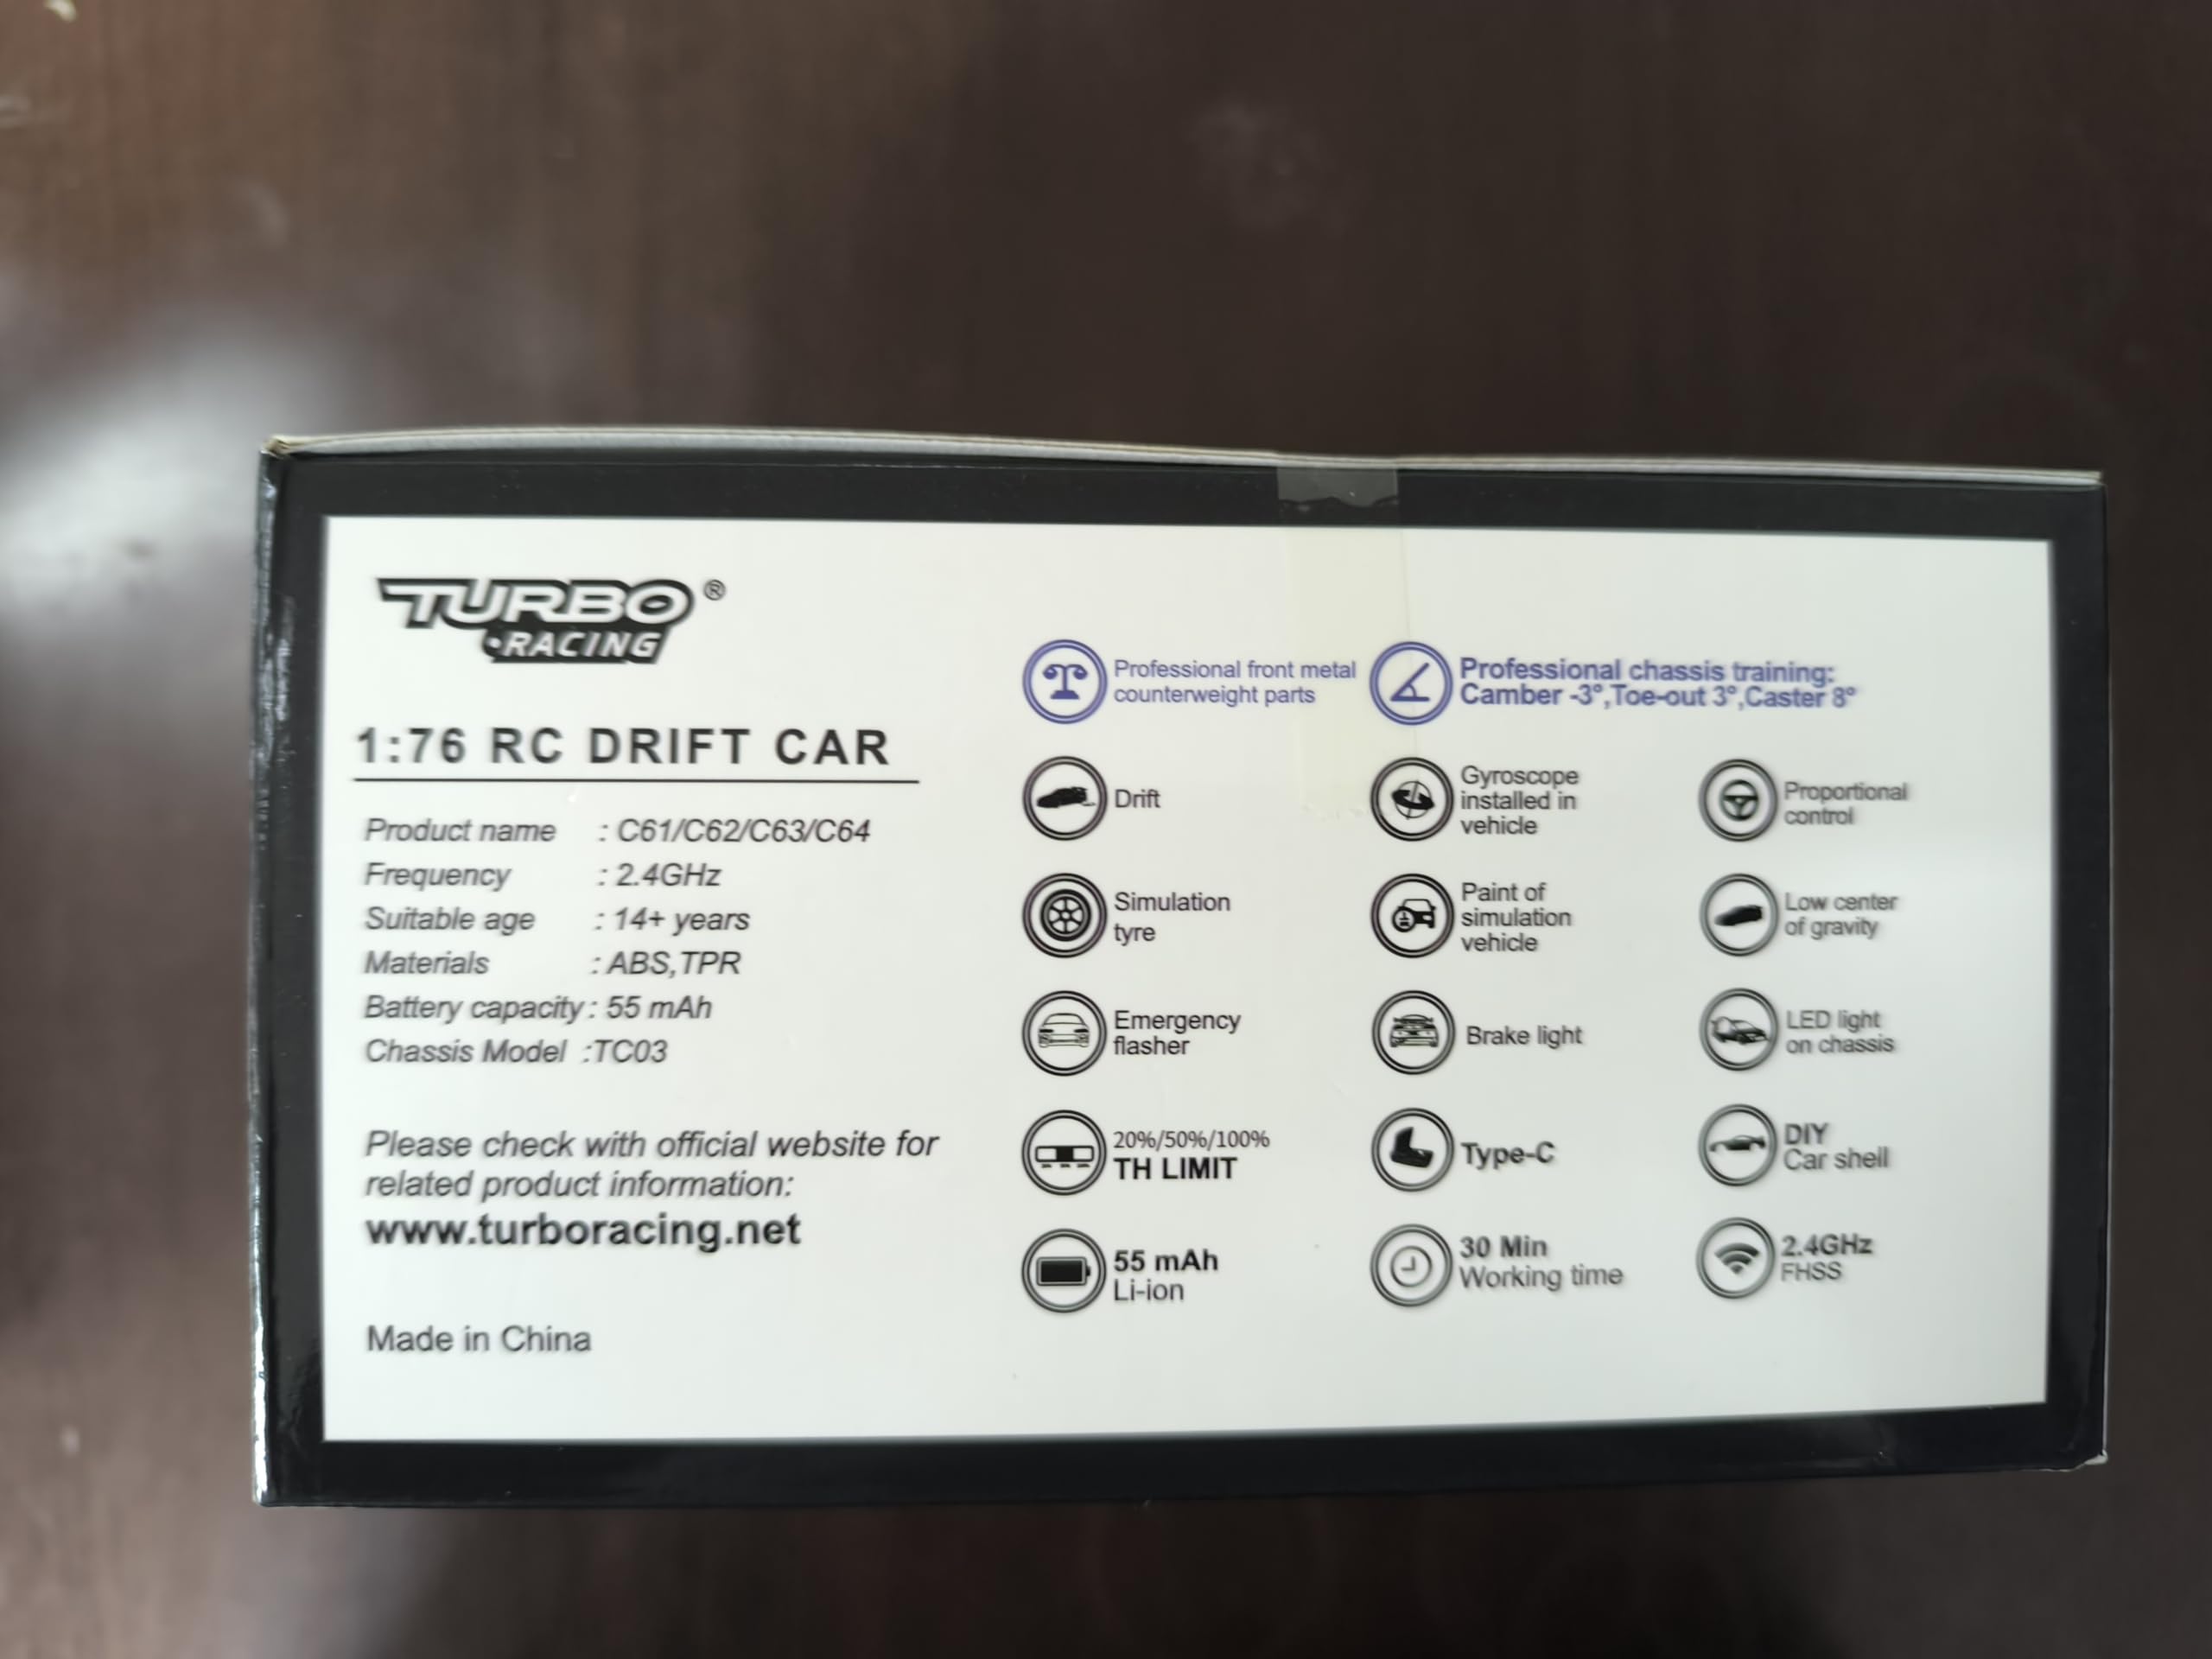 TURBO ®
RACING
1:76 RC DRIFT CAR
Product name : C61/C62/C63/C64
Frequency : 2.4GHz
Suitable age : 14+ years
Materials : ABS,TPR
Battery capacity : 55 mAh
Chassis Model :TC03
Please check with official website for
related product information:
www.turboracing.net
Made in China
Professional front metal
counterweight parts
Professional chassis training:
Camber -3°,Toe-out 3°,Caster 8°
Drift
Gyroscope
installed in
vehicle
Proportional
control
Simulation
tyre
Paint of
simulation
vehicle
Low center
of gravity
Emergency
flasher
Brake light
LED light
on chassis
20%/50%/100%
TH LIMIT
Type-C
DIY
Car shell
55 mAh
Li-ion
30 Min
Working time
2.4GHz
FHSS